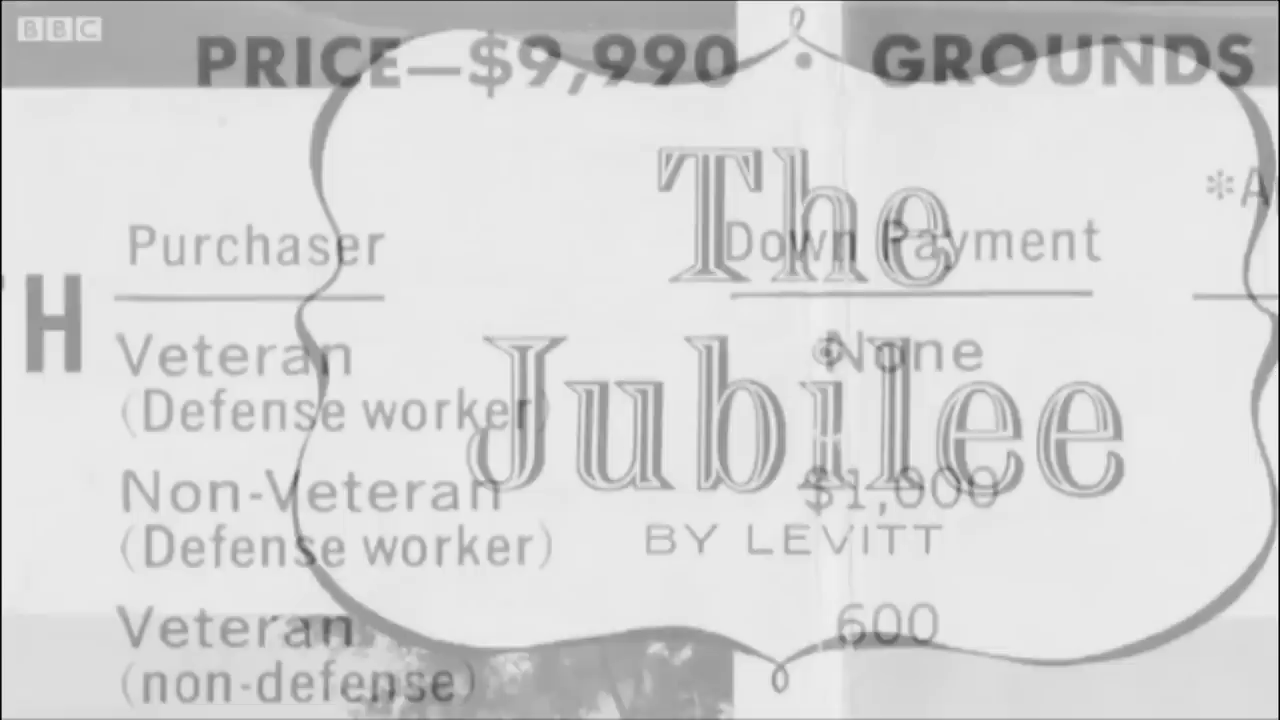 BBC
PRICE—$9,990 • GROUNDS
The
*A
Purchaser
Down Payment
H
Veteran
None
(Defense worker)
Jubilee
Non-Veteran
$1,000
(Defense worker)
BY LEVITT
Veteran
600
(non-defense)